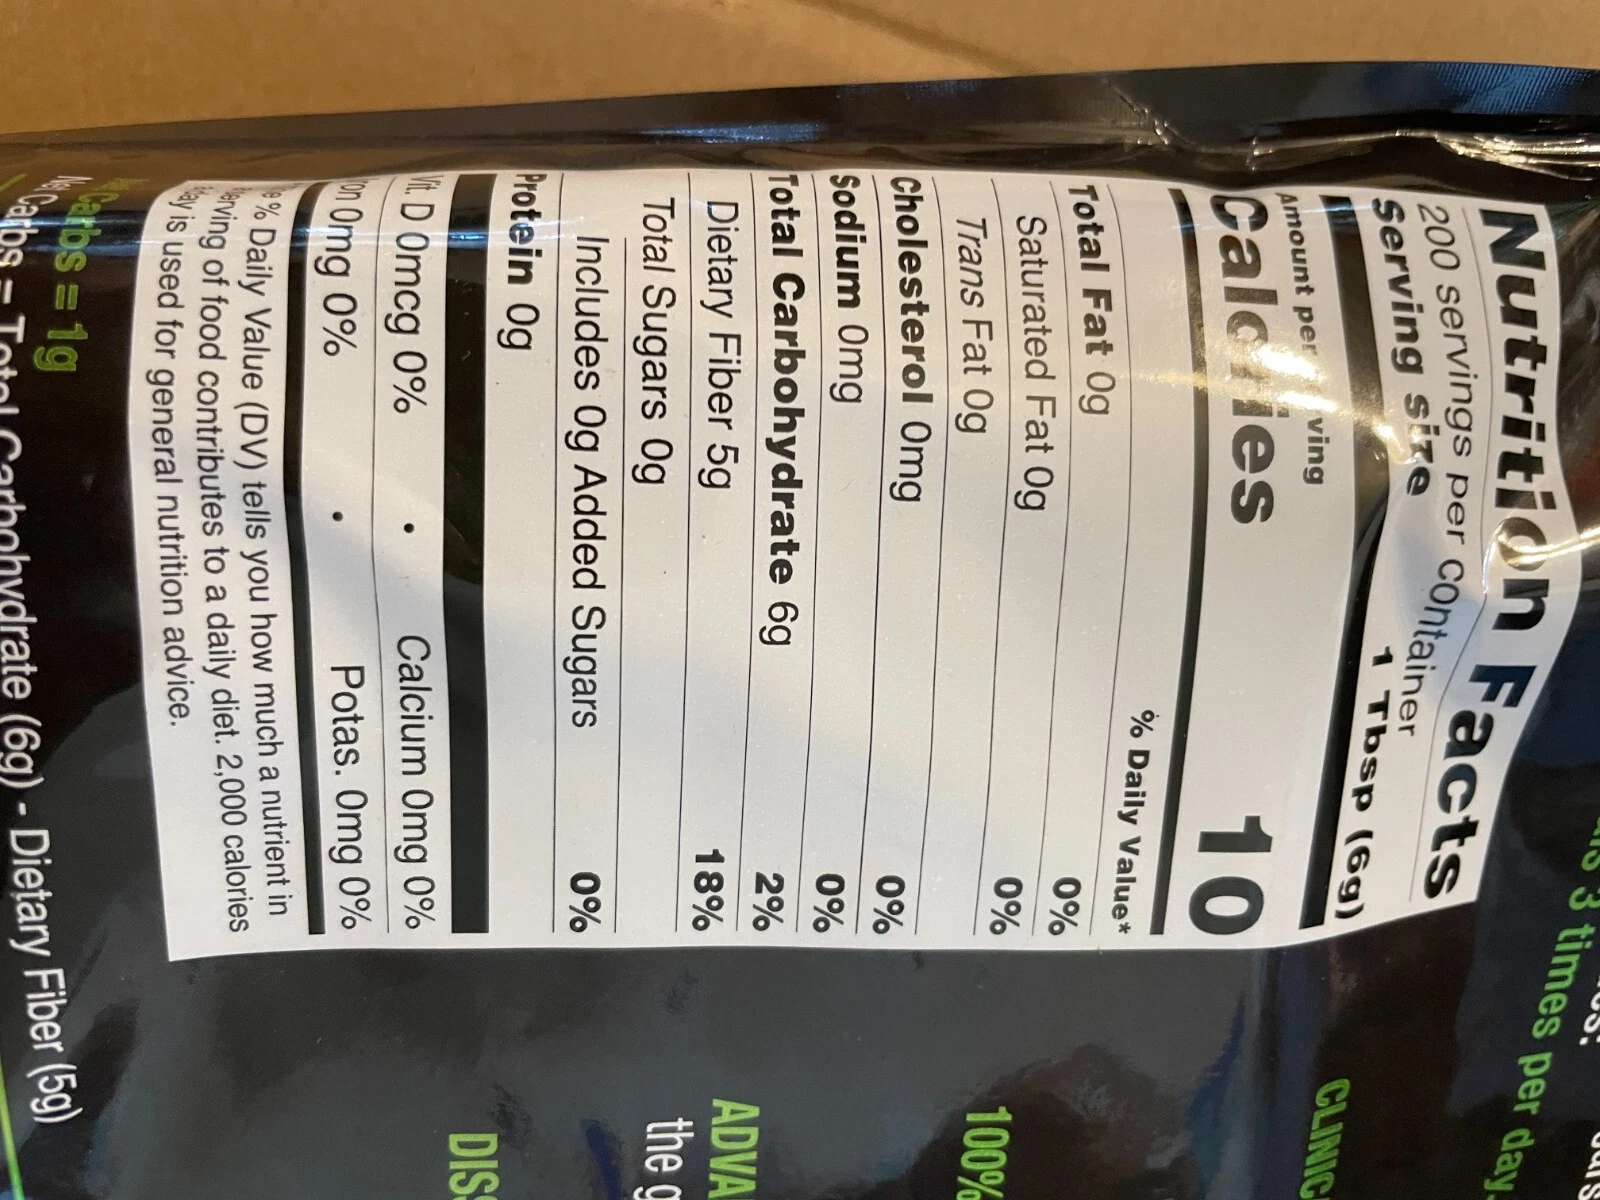 Nutrition Facts
200 servings per container
Serving size 1 Tbsp (6g)
Amount per serving
Calories 10
% Daily Value*
Total Fat 0g 0%
Saturated Fat 0g 0%
Trans Fat 0g
Cholesterol 0mg 0%
Sodium 0mg 0%
Total Carbohydrate 6g 2%
Dietary Fiber 5g 18%
Total Sugars 0g
Includes 0g Added Sugars 0%
Protein 0g
Vit. D 0mcg 0% • Calcium 0mg 0%
Iron 0mg 0% • Potas. 0mg 0%
% Daily Value (DV) tells you how much a nutrient in
serving of food contributes to a daily diet. 2,000 calories
day is used for general nutrition advice.
Net Carbs = 1g
Net Carbs = Total Carbohydrate (6g) - Dietary Fiber (5g)
3 times per day
CLINIC
100%
ADVA
the g
DISS